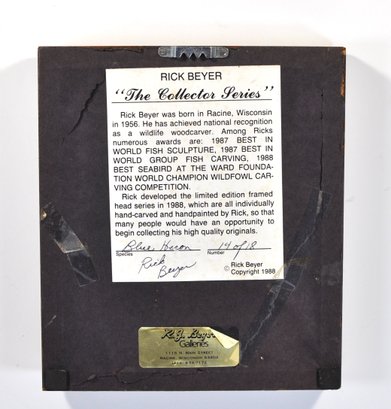 RICK BEYER
"The Collector Series"
Rick Beyer was born in Racine, Wisconsin
in 1956. He has achieved national recognition
as a wildlife woodcarver. Among Ricks
numerous awards are: 1987 BEST IN
WORLD FISH SCULPTURE, 1987 BEST IN
WORLD GROUP FISH CARVING, 1988
BEST SEABIRD AT THE WARD FOUNDA-
TION WORLD CHAMPION WILDFOWL CAR-
VING COMPETITION.
Rick developed the limited edition framed
head series in 1988, which are all individually
hand-carved and handpainted by Rick, so that
many people would have an opportunity to
begin collecting his high quality originals.
Blue Heron 14 of 18
Species Number
Rick
Beyer
© Rick Beyer
Copyright 1988
Galleries
MAIN STREET
RACINE, WISCONSIN